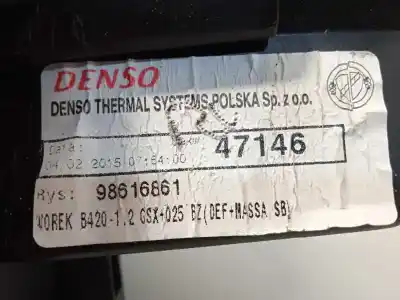 DENSO
DENSO THERMAL SYSTEMS POLSKA Sp. z o.o.
Data:
04.02 2015 07:54:00
47146
Rys: 98616861
WOREK B420-1.2 GSX+025 BZ(DEF+MASSA SB)